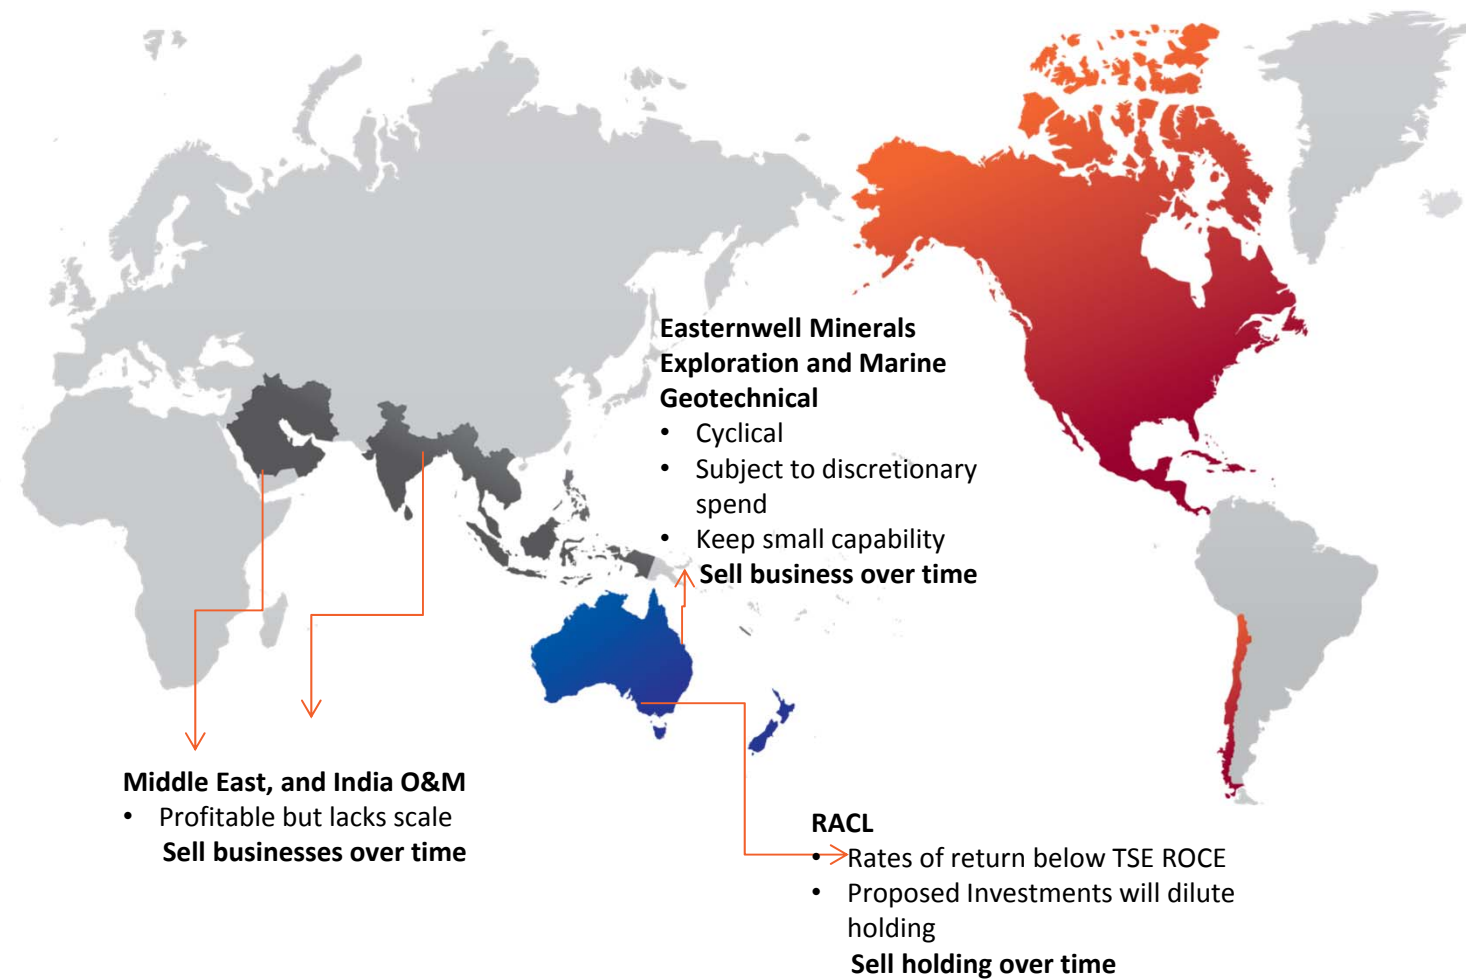 Easternwell Minerals
Exploration and Marine
Geotechnical
• Cyclical
• Subject to discretionary
spend
• Keep small capability
Sell business over time
Middle East, and India O&M
• Profitable but lacks scale
Sell businesses over time
RACL
• Rates of return below TSE ROCE
• Proposed Investments will dilute
holding
Sell holding over time